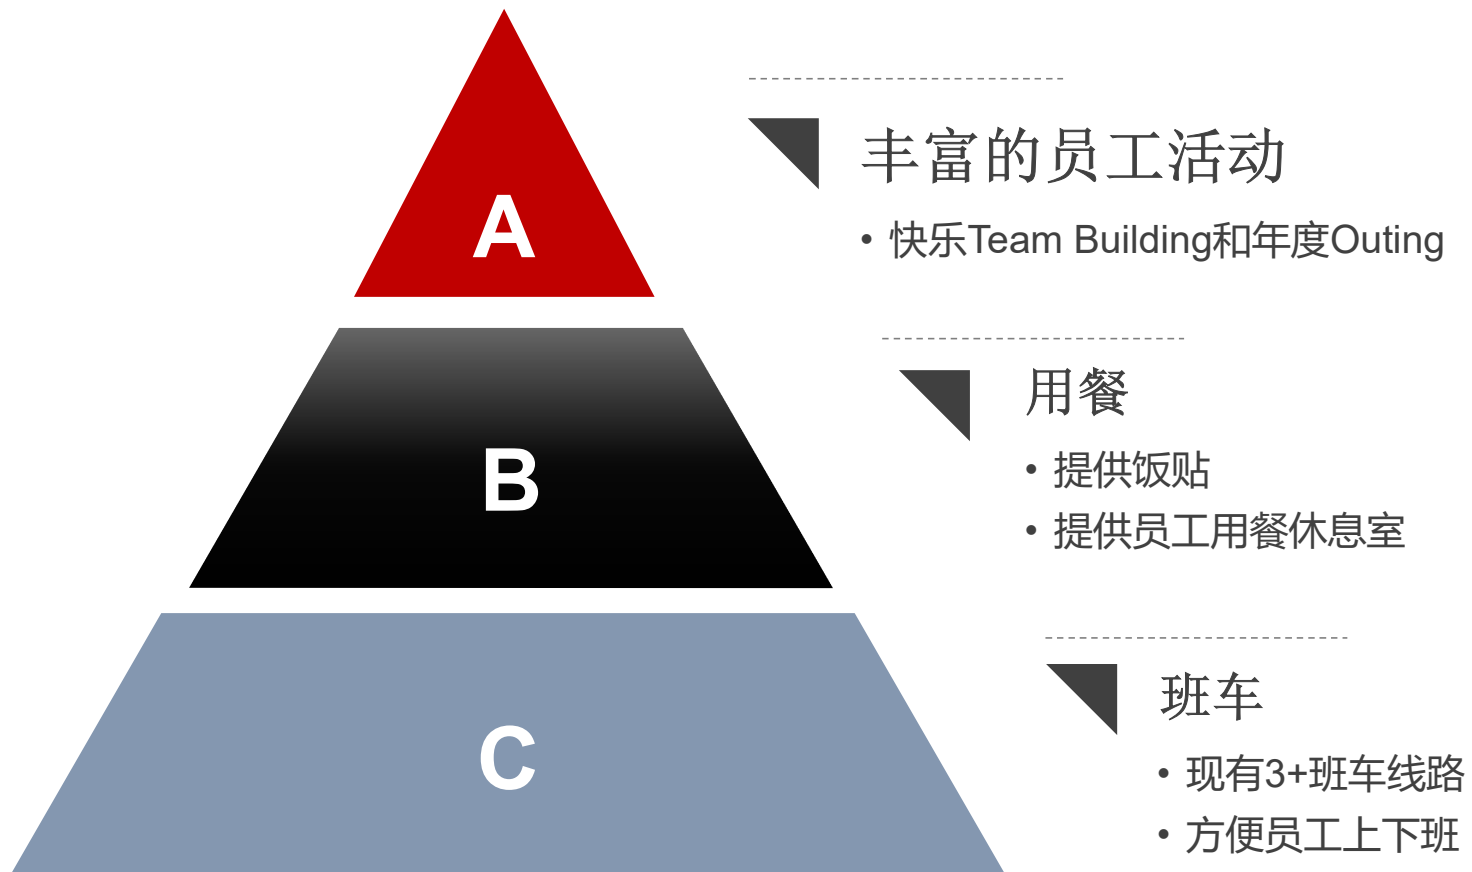 A
丰富的员工活动
• 快乐Team Building和年度Outing
B
用餐
• 提供饭贴
• 提供员工用餐休息室
C
班车
• 现有3+班车线路
• 方便员工上下班